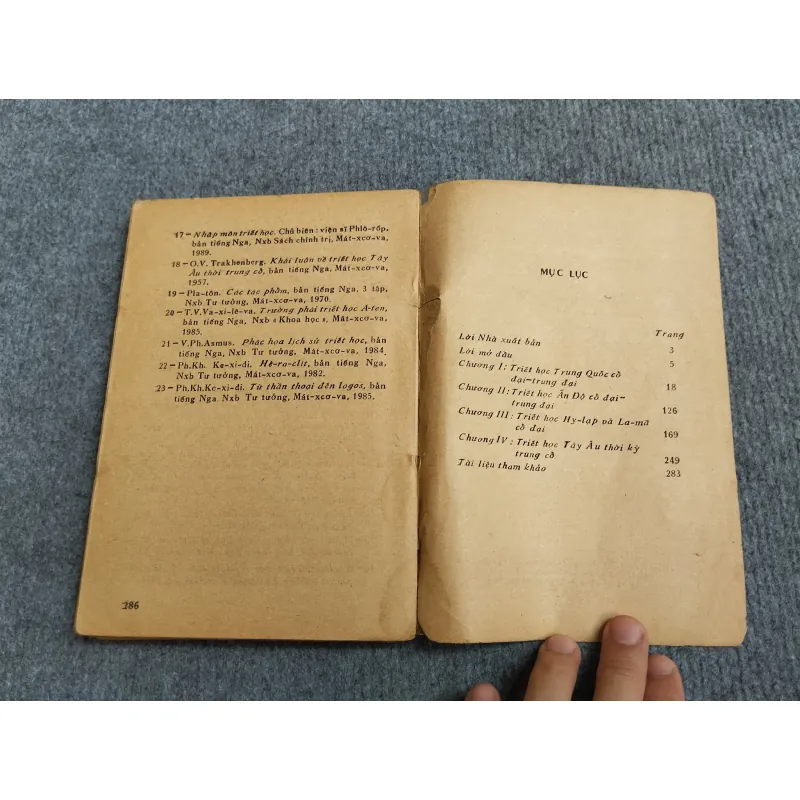 17 – Nhập môn triết học. Chủ biên : viện sĩ Phlô-rốp,
bản tiếng Nga, Nxb Sách chính trị, Mát-xcơ-va,
1989.
18 – O.V. Trakhenberg. Khái luận về triết học Tây
Âu thời trung cổ, bản tiếng Nga, Mát-xcơ-va,
1957.
19 – Pla-tôn. Các tác phẩm, bản tiếng Nga, 3 tập,
Nxb Tư tưởng, Mát-xcơ-va, 1970.
20 – T.V.Va-xi-lê-va, Trường phái triết học A-ten,
bản tiếng Nga, Nxb « Khoa học », Mát-xcơ-va,
1985.
21 – V.Ph.Asmus. Phác họa lịch sử triết học, bản
tiếng Nga, Nxb Tư tưởng, Mát-xcơ-va, 1984.
22 – Ph.Kh. Ke-xi-đi. Hê-ra-clit, bản tiếng Nga,
Nxb Tư tưởng, Mát-xcơ-va, 1982.
23 – Ph.Kh.Ke-xi-đi. Từ thần thoại đến logos, bản
tiếng Nga, Nxb Tư tưởng, Mát-xcơ-va, 1985.
286
MỤC LỤC
Trang
Lời Nhà xuất bản 3
Lời mở đầu 5
Chương I : Triết học Trung Quốc cổ
đại-trung đại 18
Chương II : Triết học Ấn Độ cổ đại-
trung đại 126
Chương III : Triết học Hy-lạp và La-mã
cổ đại 169
Chương IV : Triết học Tây Âu thời kỳ
trung cổ 249
Tài liệu tham khảo 283